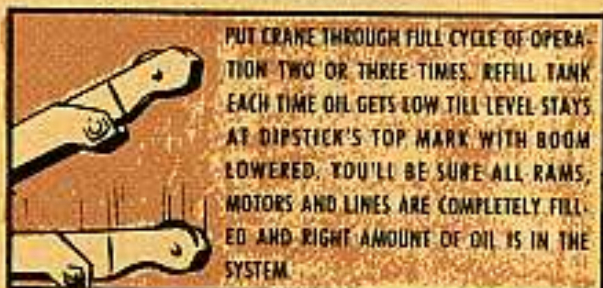 PUT CRANE THROUGH FULL CYCLE OF OPERA-
TION TWO OR THREE TIMES. REFILL TANK
EACH TIME OIL GETS LOW TILL LEVEL STAYS
AT DIPSTICK'S TOP MARK WITH BOOM
LOWERED. YOU'LL BE SURE ALL RAMS,
MOTORS AND LINES ARE COMPLETELY FILL-
ED AND RIGHT AMOUNT OF OIL IS IN THE
SYSTEM.